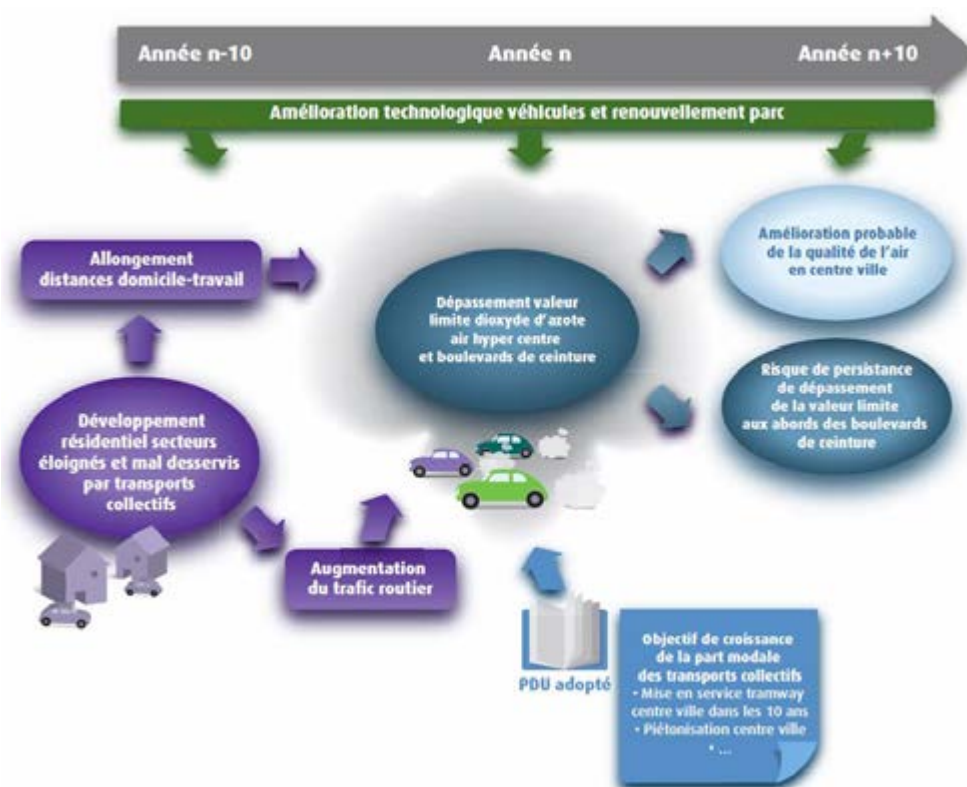 Année n-10
Année n
Année n+10
Amélioration technologique véhicules et renouvellement parc
Allongement
distances domicile-travail
Dépassement valeur
limite dioxyde d'azote
air hyper centre
et boulevards de ceinture
Amélioration probable
de la qualité de l'air
en centre ville
Risque de persistance
de dépassement
de la valeur limite
aux abords des boulevards
de ceinture
Développement
résidentiel secteurs
éloignés et mal desservis
par transports
collectifs
Augmentation
du trafic routier
PDU adopté
Objectif de croissance
de la part modale
des transports collectifs
• Mise en service tramway
centre ville dans les 10 ans
• Piétonisation centre ville
• ...